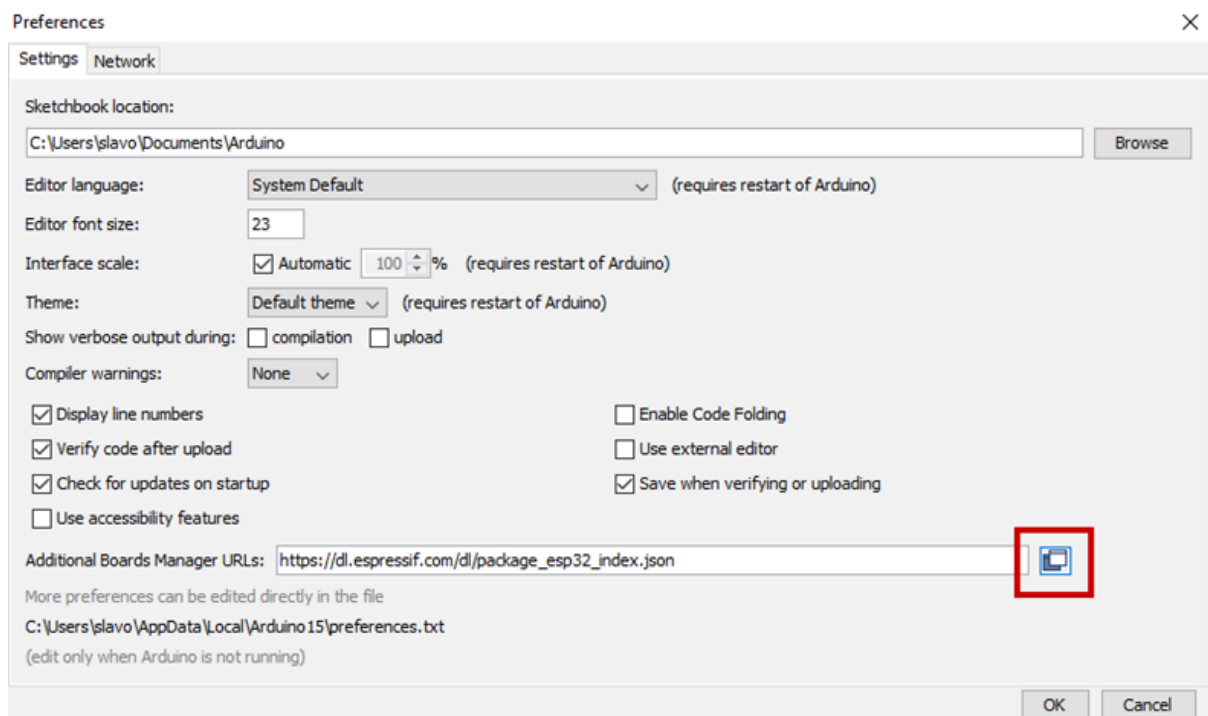 Preferences
Settings Network
Sketchbook location:
C:\Users\slavo\Documents\Arduino Browse
Editor language: System Default (requires restart of Arduino)
Editor font size: 23
Interface scale: Automatic 100 % (requires restart of Arduino)
Theme: Default theme (requires restart of Arduino)
Show verbose output during: compilation upload
Compiler warnings: None
Display line numbers Enable Code Folding
Verify code after upload Use external editor
Check for updates on startup Save when verifying or uploading
Use accessibility features
Additional Boards Manager URLs: https://dl.espressif.com/dl/package_esp32_index.json
More preferences can be edited directly in the file
C:\Users\slavo\AppData\Local\Arduino15\preferences.txt
(edit only when Arduino is not running)
OK Cancel